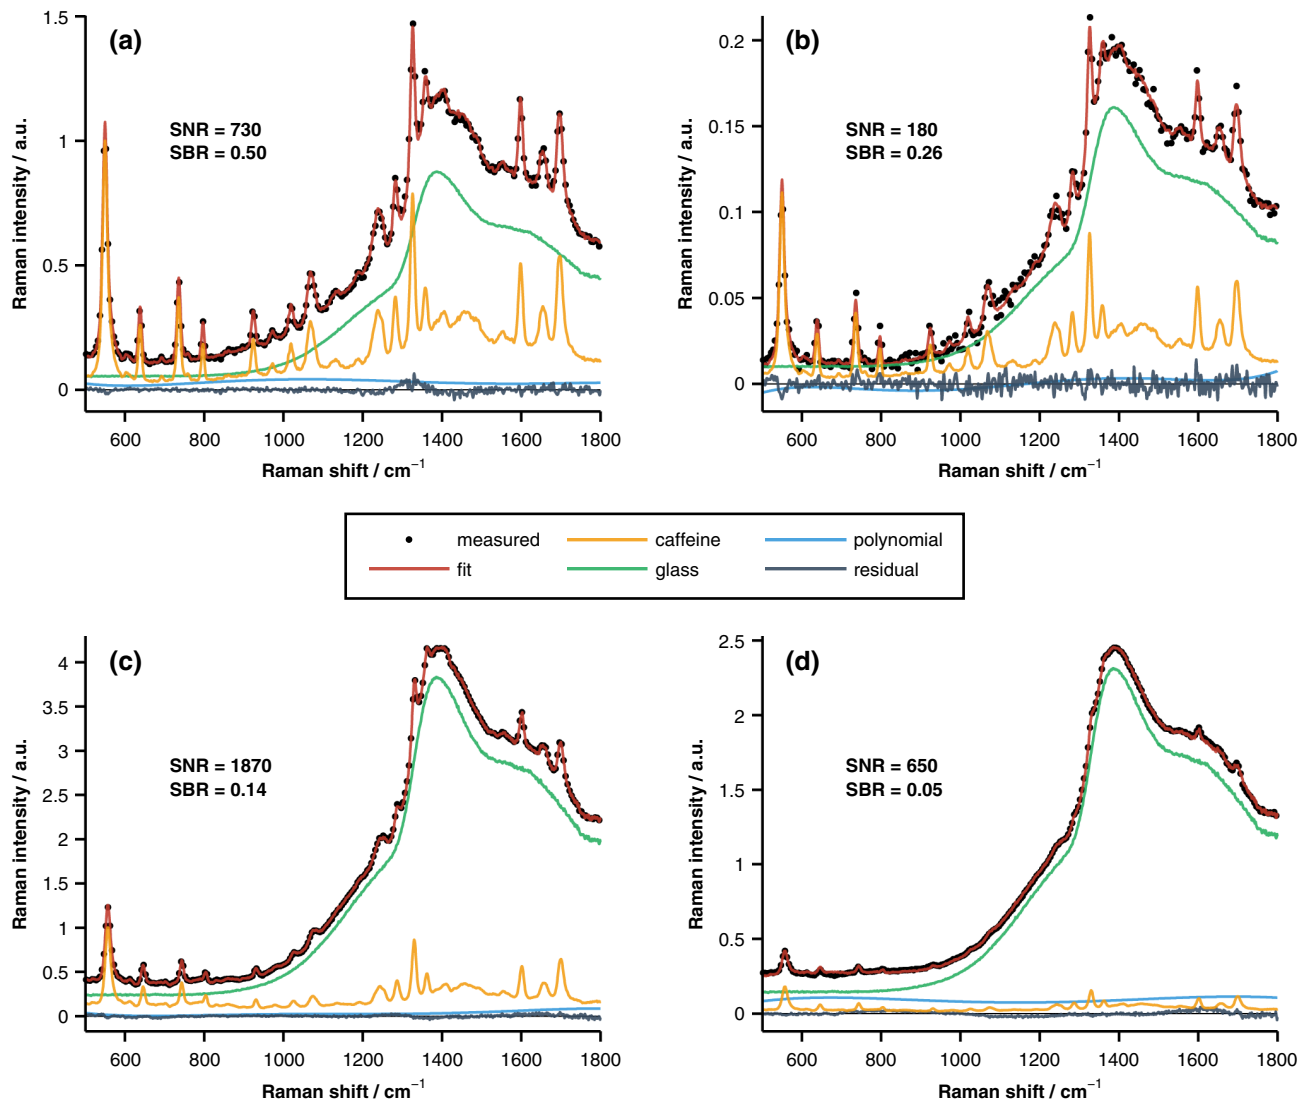 (a)
SNR = 730
SBR = 0.50
Raman intensity / a.u.
1.5
1
0.5
0
600 800 1000 1200 1400 1600 1800
Raman shift / cm⁻¹
(b)
SNR = 180
SBR = 0.26
Raman intensity / a.u.
0.2
0.15
0.1
0.05
0
600 800 1000 1200 1400 1600 1800
Raman shift / cm⁻¹
measured caffeine polynomial
fit glass residual
(c)
SNR = 1870
SBR = 0.14
Raman intensity / a.u.
4
3.5
3
2.5
2
1.5
1
0.5
0
600 800 1000 1200 1400 1600 1800
Raman shift / cm⁻¹
(d)
SNR = 650
SBR = 0.05
Raman intensity / a.u.
2.5
2
1.5
1
0.5
0
600 800 1000 1200 1400 1600 1800
Raman shift / cm⁻¹